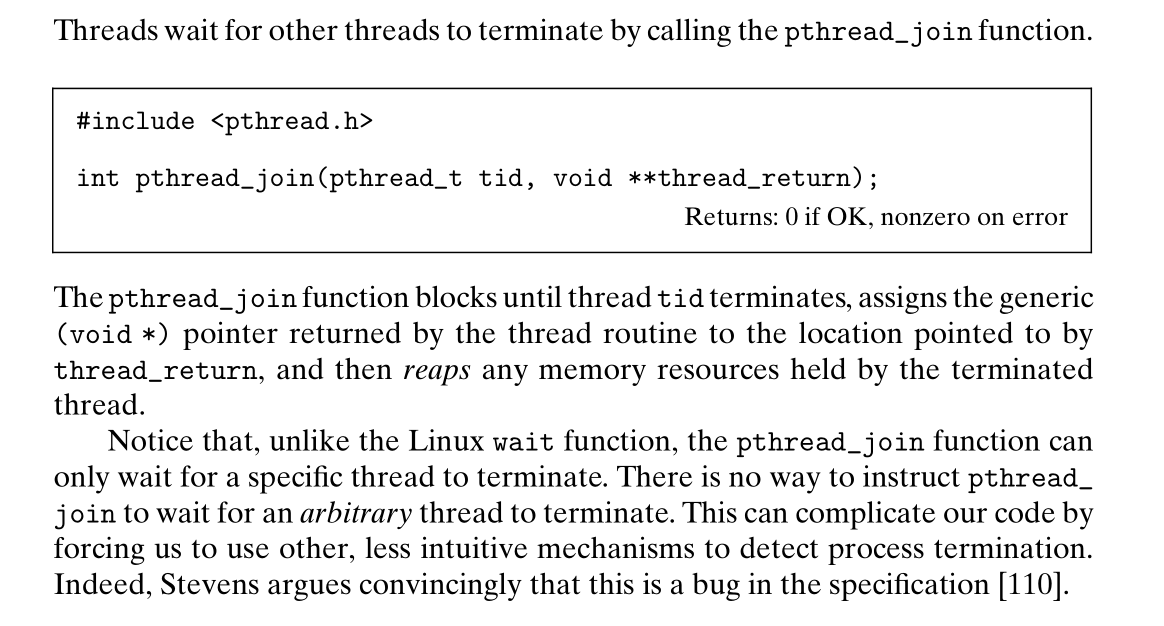 Threads wait for other threads to terminate by calling the pthread_join function.
#include <pthread.h>
int pthread_join(pthread_t tid, void **thread_return);
Returns: 0 if OK, nonzero on error
The pthread_join function blocks until thread tid terminates, assigns the generic
(void *) pointer returned by the thread routine to the location pointed to by
thread_return, and then reaps any memory resources held by the terminated
thread.
Notice that, unlike the Linux wait function, the pthread_join function can
only wait for a specific thread to terminate. There is no way to instruct pthread_
join to wait for an arbitrary thread to terminate. This can complicate our code by
forcing us to use other, less intuitive mechanisms to detect process termination.
Indeed, Stevens argues convincingly that this is a bug in the specification [110].